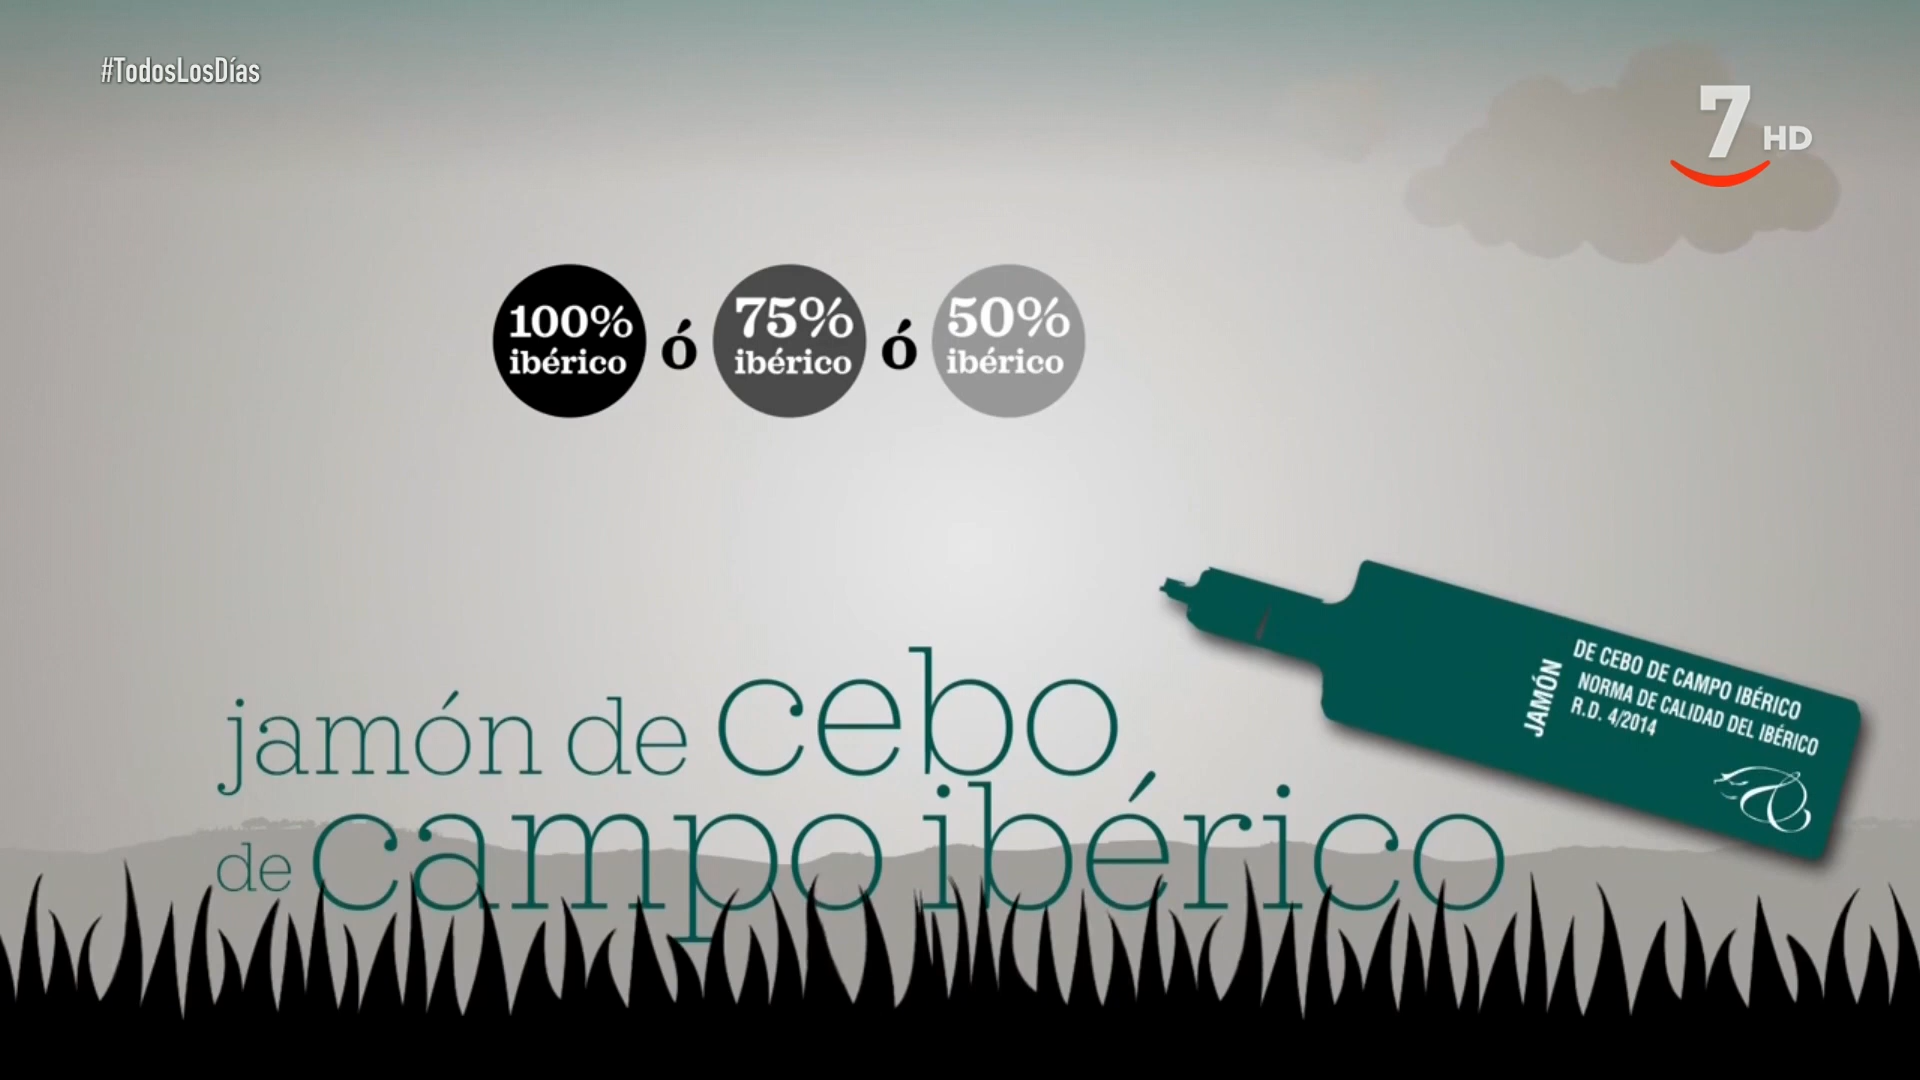 #TodosLosDías
7 HD
100% ibérico ó 75% ibérico ó 50% ibérico
jamón de cebo
de campo ibérico
JAMÓN
DE CEBO DE CAMPO IBÉRICO
NORMA DE CALIDAD DEL IBÉRICO
R.D. 4/2014